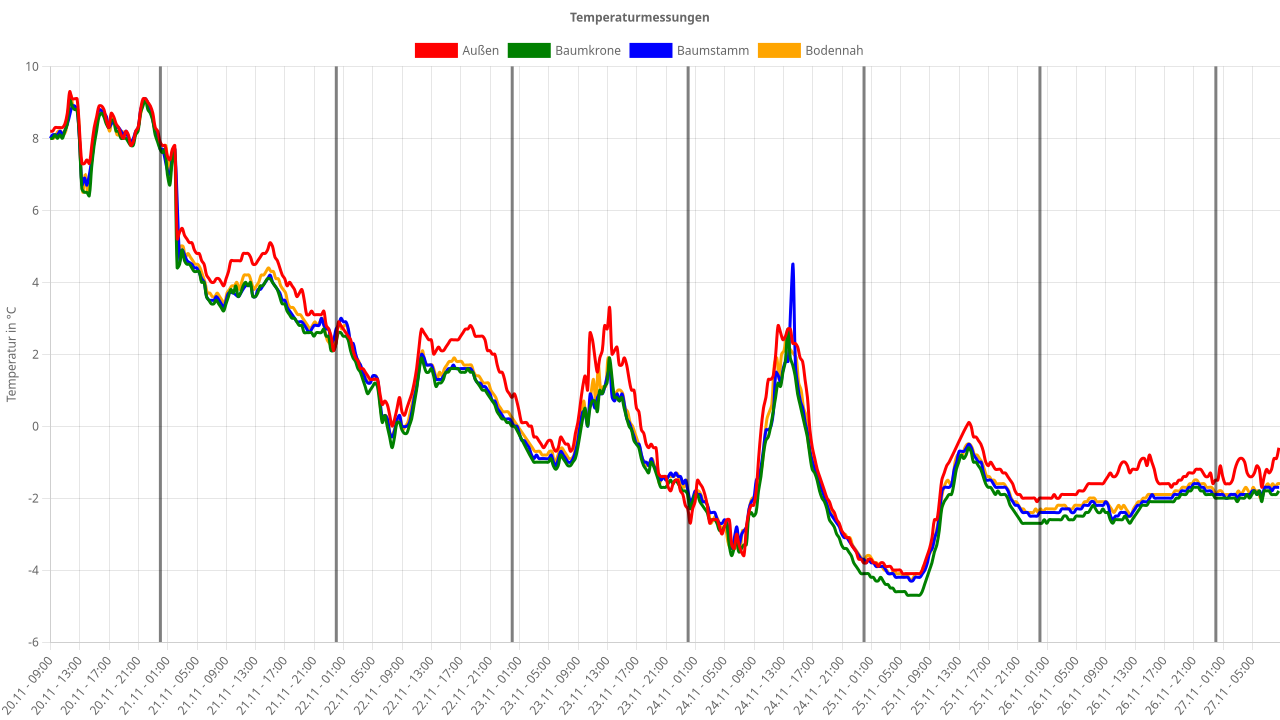 Temperaturmessungen
Außen Baumkrone Baumstamm Bodennah
Temperatur in °C
10
8
6
4
2
0
-2
-4
-6
20.11 - 09:00
20.11 - 13:00
20.11 - 17:00
20.11 - 21:00
21.11 - 01:00
21.11 - 05:00
21.11 - 09:00
21.11 - 13:00
21.11 - 17:00
21.11 - 21:00
22.11 - 01:00
22.11 - 05:00
22.11 - 09:00
22.11 - 13:00
22.11 - 17:00
22.11 - 21:00
23.11 - 01:00
23.11 - 05:00
23.11 - 09:00
23.11 - 13:00
23.11 - 17:00
23.11 - 21:00
24.11 - 01:00
24.11 - 05:00
24.11 - 09:00
24.11 - 13:00
24.11 - 17:00
24.11 - 21:00
25.11 - 01:00
25.11 - 05:00
25.11 - 09:00
25.11 - 13:00
25.11 - 17:00
25.11 - 21:00
26.11 - 01:00
26.11 - 05:00
26.11 - 09:00
26.11 - 13:00
26.11 - 17:00
26.11 - 21:00
27.11 - 01:00
27.11 - 05:00